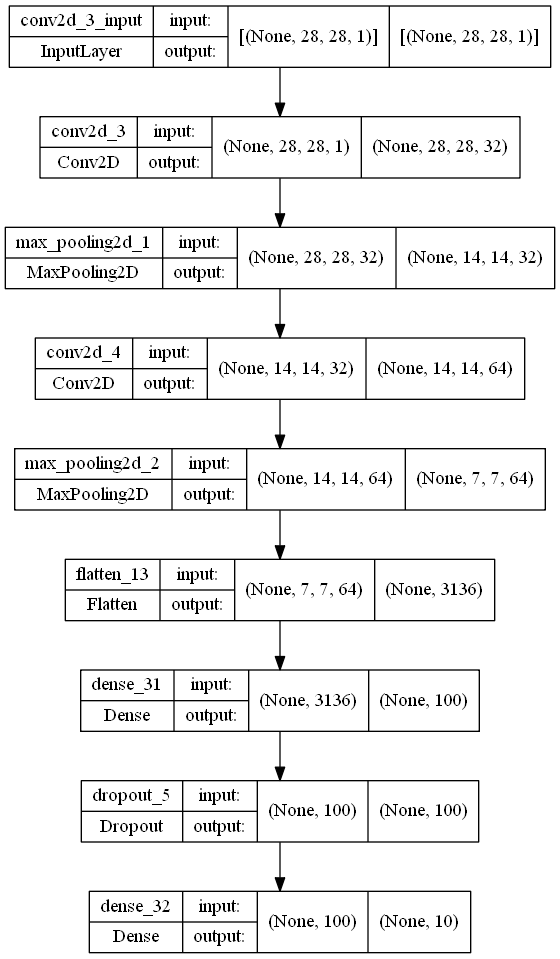 conv2d_3_input input: [(None, 28, 28, 1)] [(None, 28, 28, 1)]
InputLayer output:
conv2d_3 input: (None, 28, 28, 1) (None, 28, 28, 32)
Conv2D output:
max_pooling2d_1 input: (None, 28, 28, 32) (None, 14, 14, 32)
MaxPooling2D output:
conv2d_4 input: (None, 14, 14, 32) (None, 14, 14, 64)
Conv2D output:
max_pooling2d_2 input: (None, 14, 14, 64) (None, 7, 7, 64)
MaxPooling2D output:
flatten_13 input: (None, 7, 7, 64) (None, 3136)
Flatten output:
dense_31 input: (None, 3136) (None, 100)
Dense output:
dropout_5 input: (None, 100) (None, 100)
Dropout output:
dense_32 input: (None, 100) (None, 10)
Dense output: